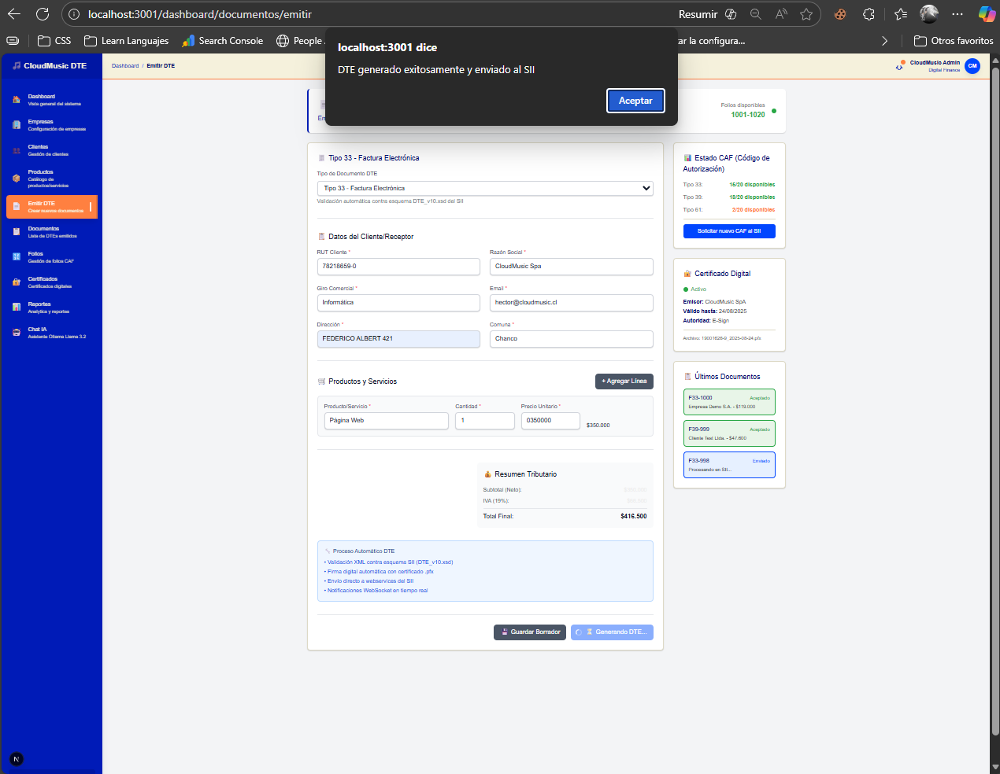 localhost:3001/dashboard/documentos/emitir
Resumir
CSS
Learn Languajes
Search Console
People
ar la configura...
Otros favoritos
localhost:3001 dice
DTE generado exitosamente y enviado al SII
Aceptar
CloudMusic DTE
Dashboard
Vista general del sistema
Empresas
Configuración de empresas
Clientes
Gestión de clientes
Productos
Catálogo de
productos/servicios
Emitir DTE
Crear nuevos documentos
Documentos
Lista de DTEs emitidos
Folios
Gestión de folios CAF
Certificados
Certificados digitales
Reportes
Analytics y reportes
Chat IA
Asistente Ollama Llama 3.2
N
Dashboard / Emitir DTE
CloudMusic Admin
Digital Finance
CM
Em
Folios disponibles
1001-1020
Tipo 33 - Factura Electrónica
Tipo de Documento DTE
Tipo 33 - Factura Electrónica
Validación automática contra esquema DTE_v10.xsd del SII
Datos del Cliente/Receptor
RUT Cliente *
Razón Social *
78218659-0
CloudMusic Spa
Giro Comercial *
Email *
Informática
hector@cloudmusic.cl
Dirección *
Comuna *
FEDERICO ALBERT 421
Chanco
Productos y Servicios
+ Agregar Línea
Producto/Servicio *
Cantidad *
Precio Unitario *
Página Web
1
0350000
$350.000
Resumen Tributario
Subtotal (Neto):
IVA (19%):
Total Final:
$416.500
Proceso Automático DTE
• Validación XML contra esquema SII (DTE_v10.xsd)
• Firma digital automática con certificado .pfx
• Envío directo a webservices del SII
• Notificaciones WebSocket en tiempo real
Guardar Borrador
Generando DTE...
Estado CAF (Código de
Autorización)
Tipo 33:
15/20 disponibles
Tipo 39:
18/20 disponibles
Tipo 61:
2/20 disponibles
Solicitar nuevo CAF al SII
Certificado Digital
Activo
Emisor: CloudMusic SpA
Válido hasta: 24/08/2025
Autoridad: E-Sign
Archivo: 19001626-9_2025-08-24.pfx
Últimos Documentos
F33-1000
Aceptado
Empresa Demo S.A. - $119.000
F39-999
Aceptado
Cliente Test Ltda. - $47.600
F33-998
Enviado
Procesando en SII...